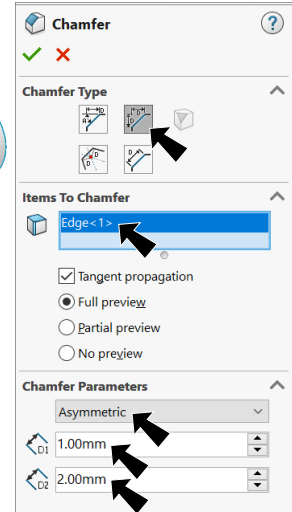 Chamfer
?
Chamfer Type
Items To Chamfer
Edge<1>
Tangent propagation
Full preview
Partial preview
No preview
Chamfer Parameters
Asymmetric
D1 1.00mm
D2 2.00mm